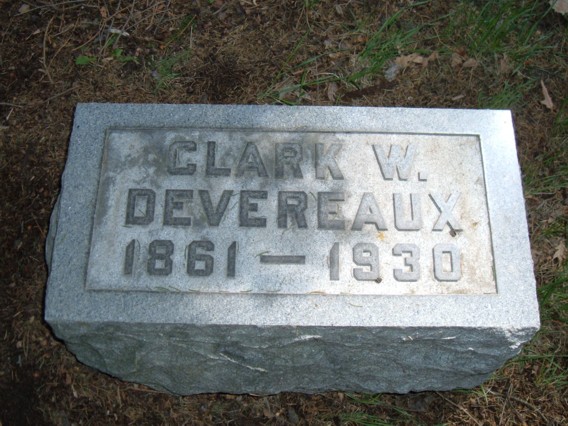 CLARK W.
DEVEREAUX
1861 — 1930